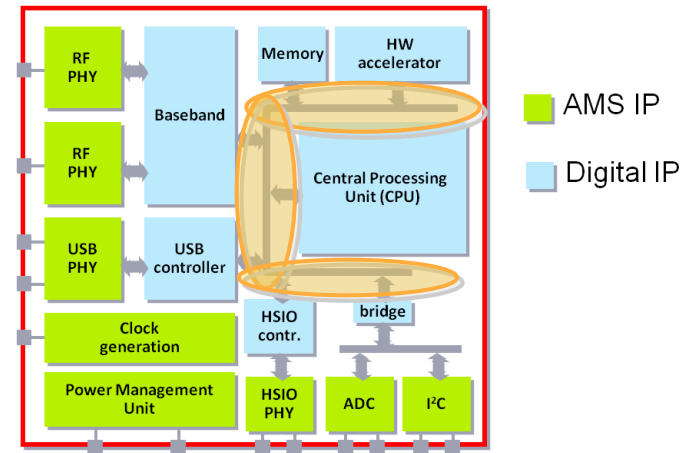 RF
PHY
Baseband
Memory
HW
accelerator
AMS IP
RF
PHY
Central Processing
Unit (CPU)
Digital IP
USB
PHY
USB
controller
Clock
generation
HSIO
contr.
bridge
Power Management
Unit
HSIO
PHY
ADC
I²C